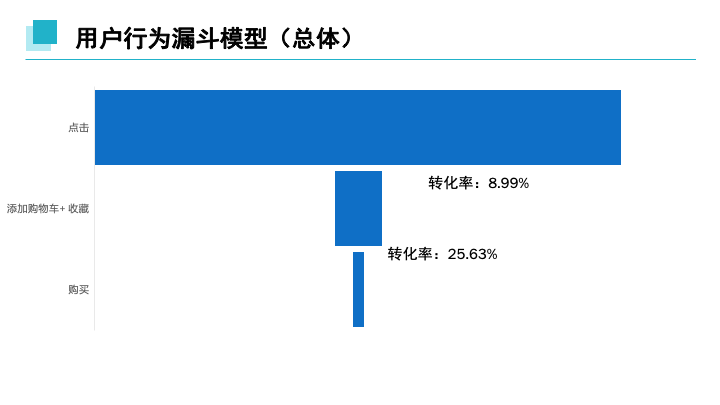 用户行为漏斗模型（总体）
点击
转化率：8.99%
添加购物车+ 收藏
转化率：25.63%
购买